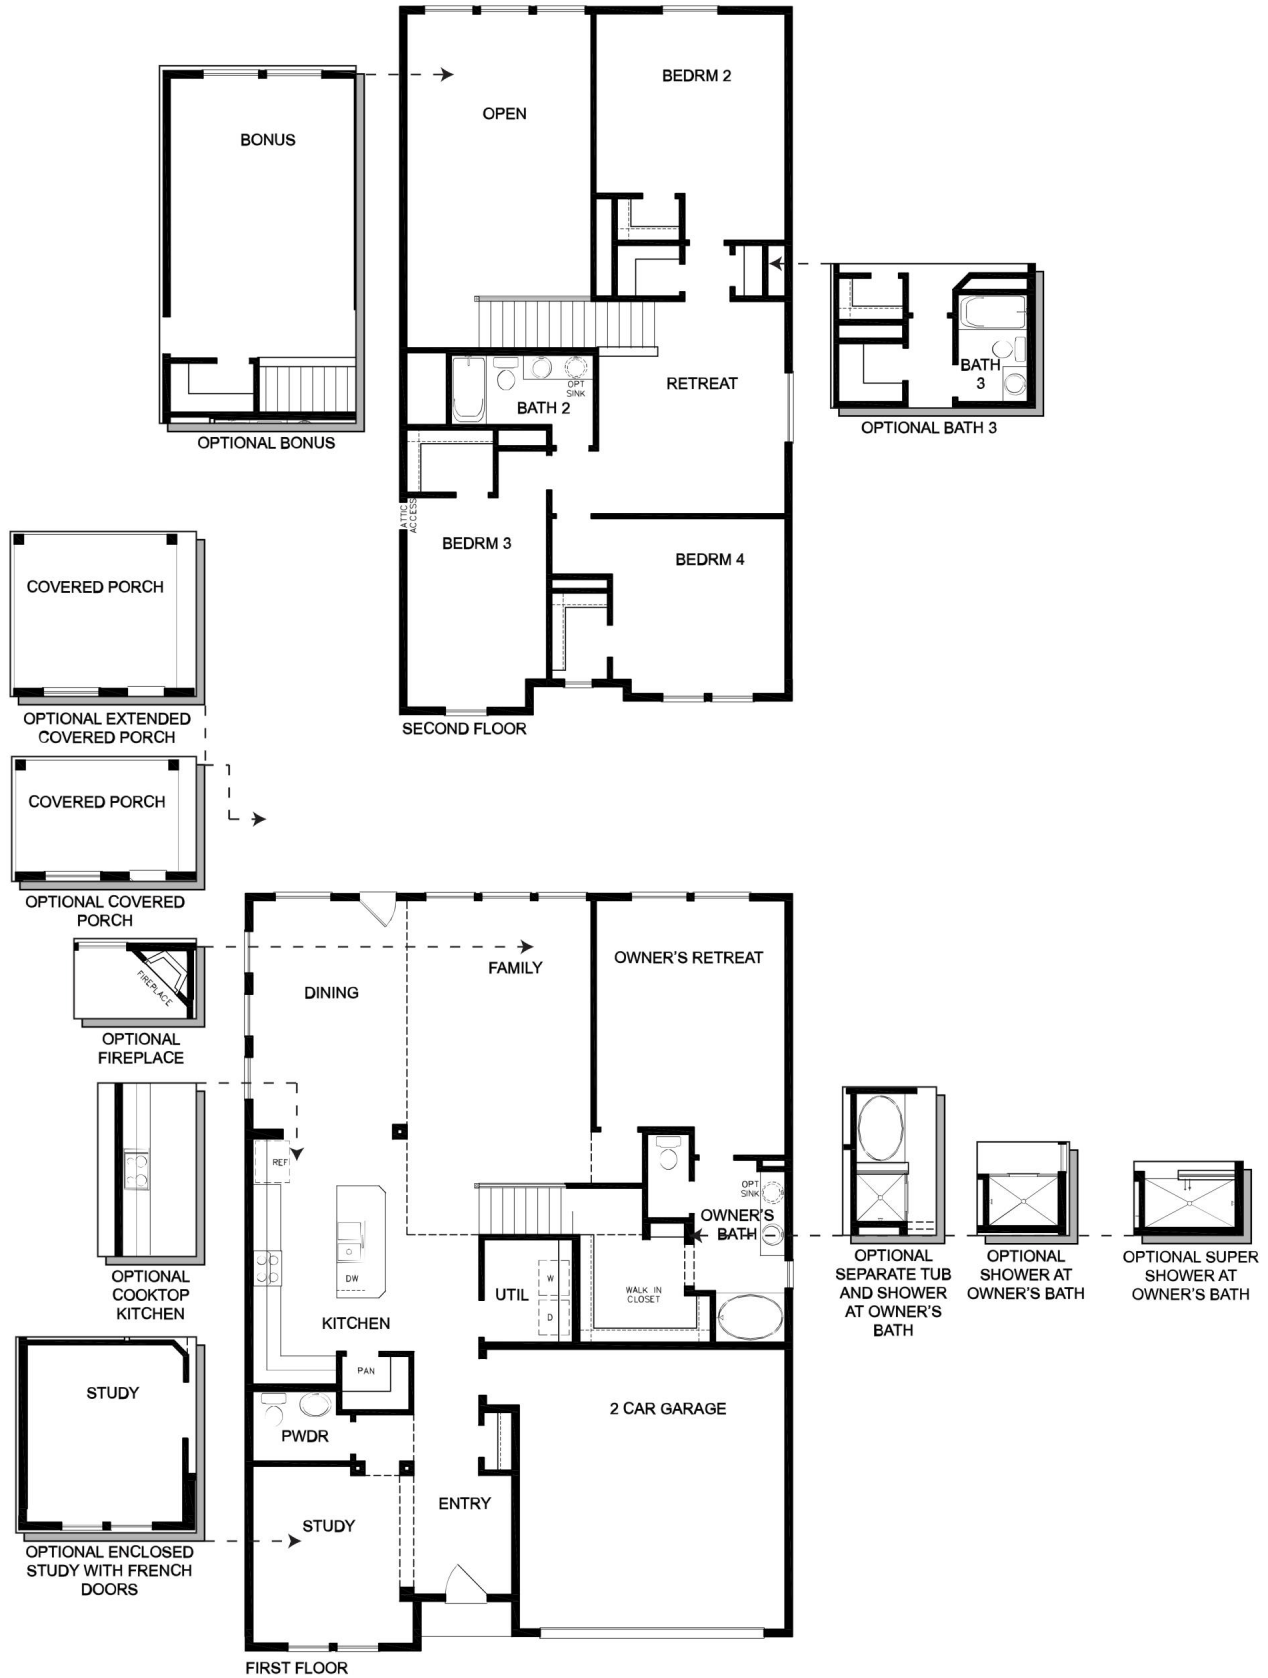 BEDRM 2
OPEN
BONUS
OPTIONAL BONUS
RETREAT
OPT
SINK
BATH 2
BATH
3
OPTIONAL BATH 3
ATTIC
ACCESS
BEDRM 3
BEDRM 4
SECOND FLOOR
COVERED PORCH
OPTIONAL EXTENDED
COVERED PORCH
COVERED PORCH
OPTIONAL COVERED
PORCH
FIREPLACE
OPTIONAL
FIREPLACE
FAMILY
OWNER'S RETREAT
DINING
REF
OPTIONAL
COOKTOP
KITCHEN
DW
KITCHEN
UTIL
W
D
WALK IN
CLOSET
OPT
SINK
OWNER'S
BATH
OPTIONAL
SEPARATE TUB
AND SHOWER
AT OWNER'S
BATH
OPTIONAL
SHOWER AT
OWNER'S BATH
OPTIONAL SUPER
SHOWER AT
OWNER'S BATH
PAN
STUDY
2 CAR GARAGE
PWDR
ENTRY
STUDY
OPTIONAL ENCLOSED
STUDY WITH FRENCH
DOORS
FIRST FLOOR